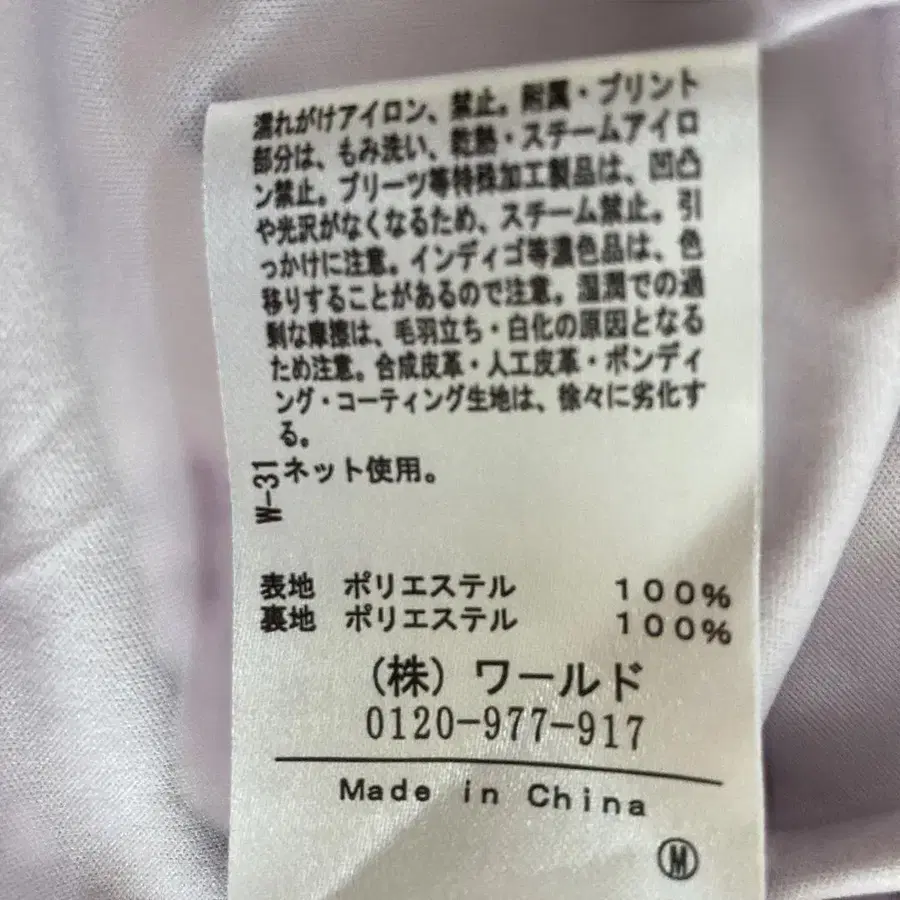 濡れがけアイロン、禁止。附属・プリント
部分は、もみ洗い、乾熱・スチームアイロ
ン禁止。プリーツ等特殊加工製品は、凹凸
や光沢がなくなるため、スチーム禁止。引
っかけに注意。インディゴ等濃色品は、色
移りすることがあるので注意。湿潤での過
剰な摩擦は、毛羽立ち・白化の原因となる
ため注意。合成皮革・人工皮革・ボンディ
ング・コーティング生地は、徐々に劣化す
る。
ネット使用。
W-31
表地 ポリエステル 100%
裏地 ポリエステル 100%
(株)ワールド
0120-977-917
Made in China
Ⓜ